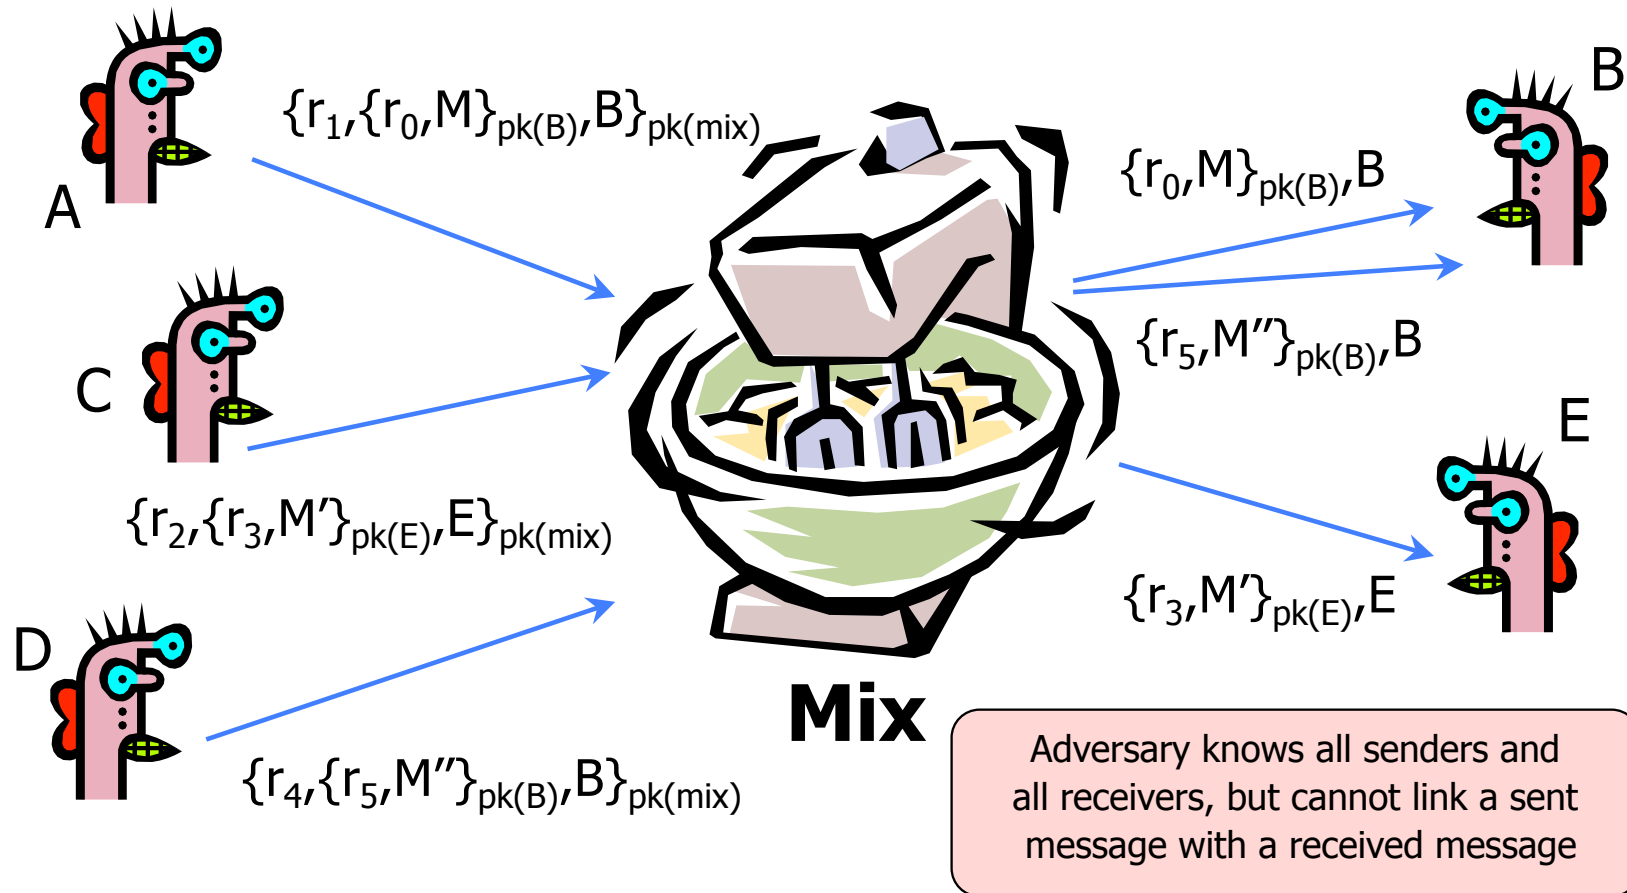 A
{r₁,{r₀,M}pk(B),B}pk(mix)
C
{r₂,{r₃,M′}pk(E),E}pk(mix)
D
{r₄,{r₅,M″}pk(B),B}pk(mix)
Mix
B
{r₀,M}pk(B),B
{r₅,M″}pk(B),B
E
{r₃,M′}pk(E),E
Adversary knows all senders and
all receivers, but cannot link a sent
message with a received message